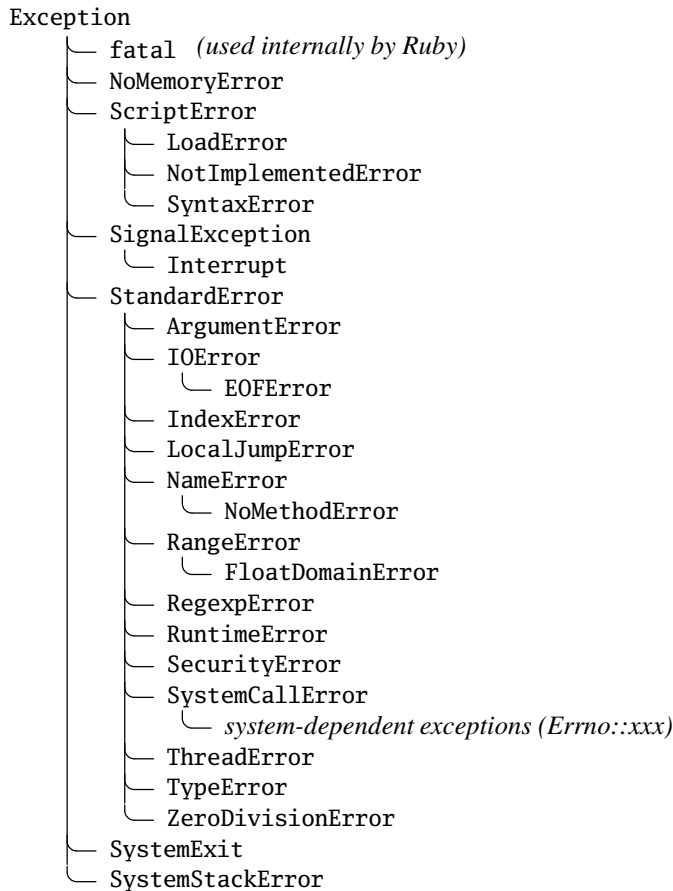 Exception
fatal (used internally by Ruby)
NoMemoryError
ScriptError
LoadError
NotImplementedError
SyntaxError
SignalException
Interrupt
StandardError
ArgumentError
IOError
EOFError
IndexError
LocalJumpError
NameError
NoMethodError
RangeError
FloatDomainError
RegexpError
RuntimeError
SecurityError
SystemCallError
system-dependent exceptions (Errno::xxx)
ThreadError
TypeError
ZeroDivisionError
SystemExit
SystemStackError